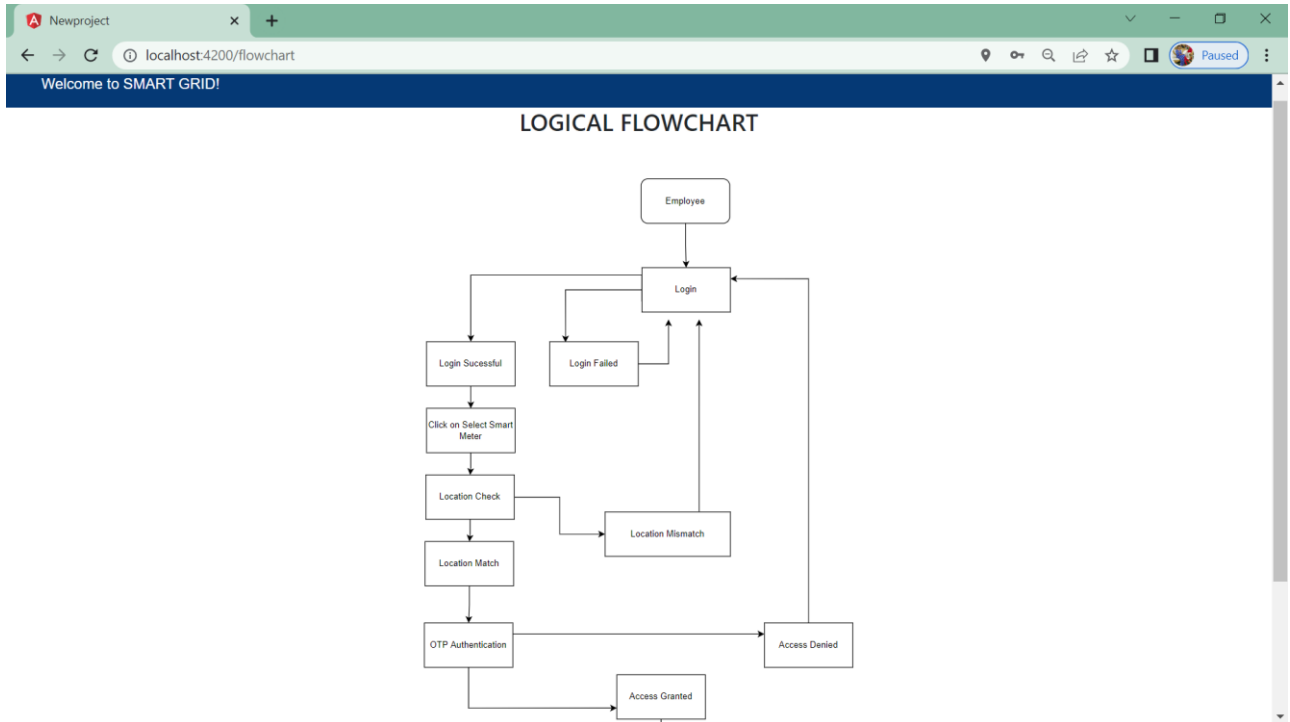 Newproject
localhost:4200/flowchart
Paused
Welcome to SMART GRID!
LOGICAL FLOWCHART
Employee
Login
Login Sucessful
Login Failed
Click on Select Smart
Meter
Location Check
Location Mismatch
Location Match
OTP Authentication
Access Denied
Access Granted